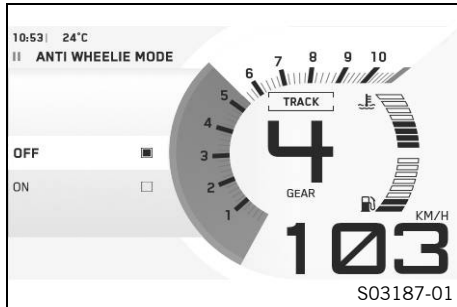 10:53| 24°C
II ANTI WHEELIE MODE
OFF
ON
1
2
3
4
5
6
7
8
9
10
TRACK
4
GEAR
KM/H
103
S03187-01